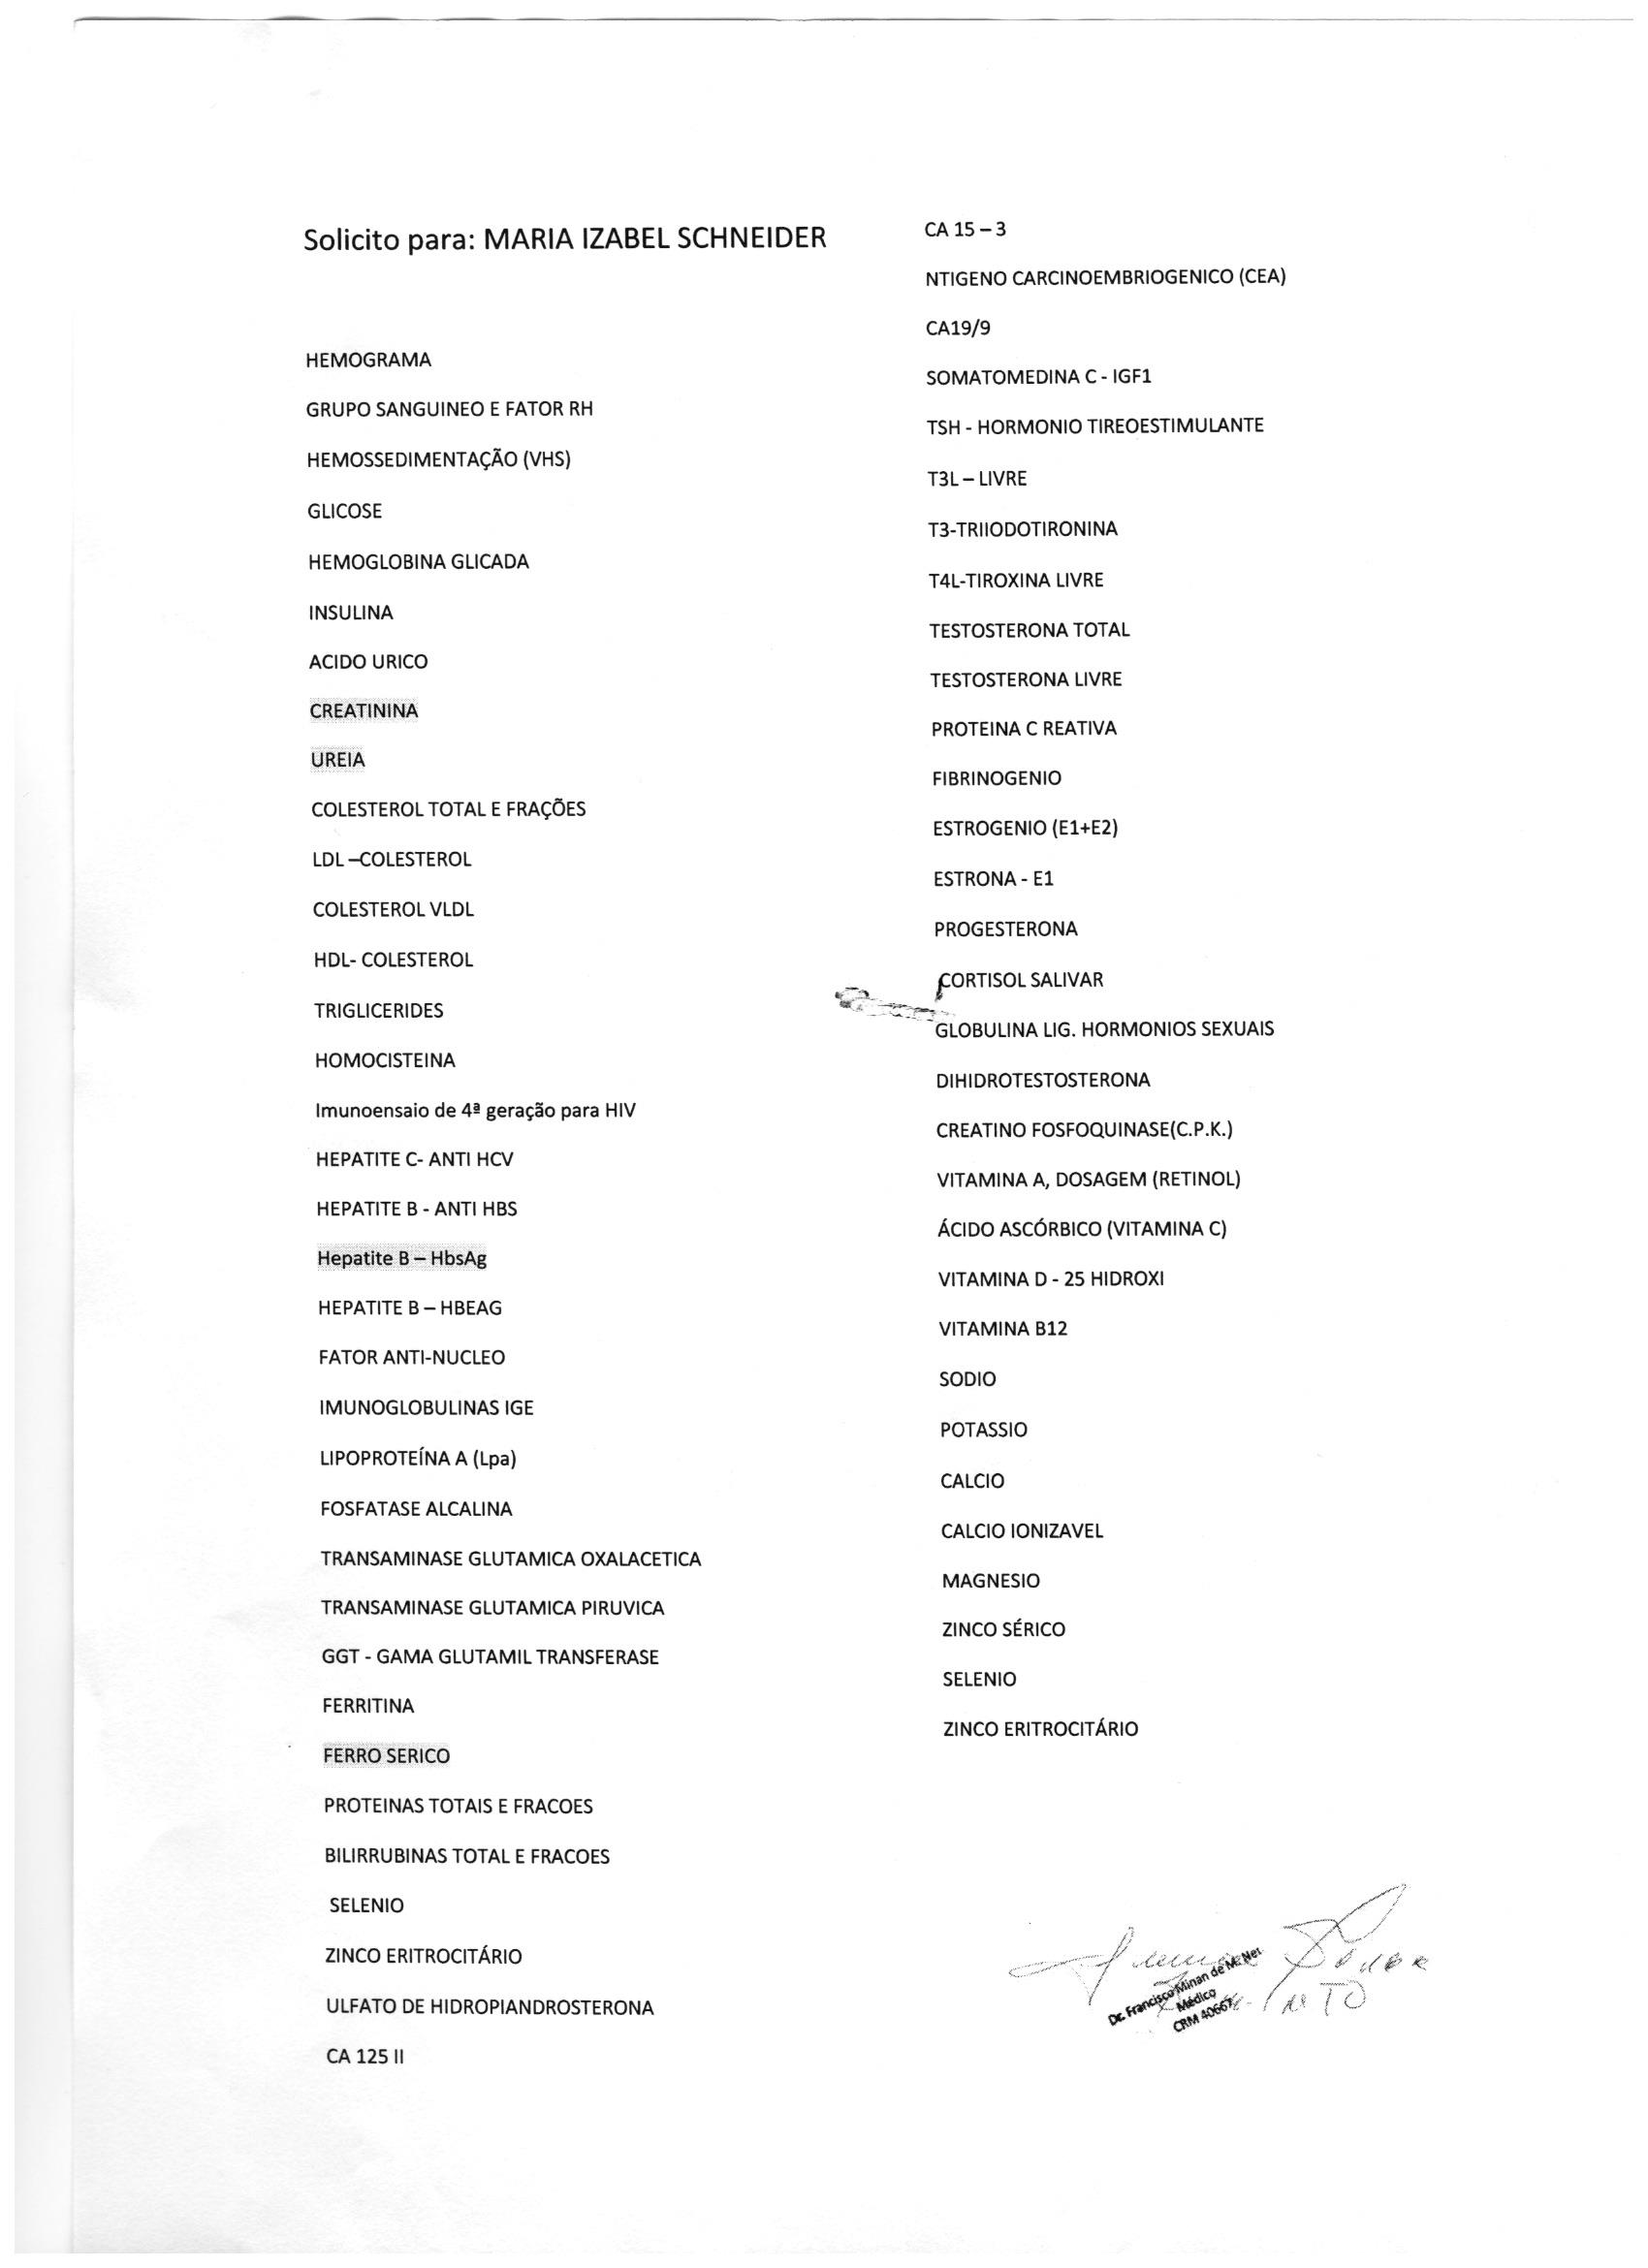 Solicito para: MARIA IZABEL SCHNEIDER
HEMOGRAMA
GRUPO SANGUINEO E FATOR RH
HEMOSSEDIMENTAÇÃO (VHS)
GLICOSE
HEMOGLOBINA GLICADA
INSULINA
ACIDO URICO
CREATININA
UREIA
COLESTEROL TOTAL E FRAÇÕES
LDL –COLESTEROL
COLESTEROL VLDL
HDL- COLESTEROL
TRIGLICERIDES
HOMOCISTEINA
Imunoensaio de 4ª geração para HIV
HEPATITE C- ANTI HCV
HEPATITE B - ANTI HBS
Hepatite B – HbsAg
HEPATITE B – HBEAG
FATOR ANTI-NUCLEO
IMUNOGLOBULINAS IGE
LIPOPROTEÍNA A (Lpa)
FOSFATASE ALCALINA
TRANSAMINASE GLUTAMICA OXALACETICA
TRANSAMINASE GLUTAMICA PIRUVICA
GGT - GAMA GLUTAMIL TRANSFERASE
FERRITINA
FERRO SERICO
PROTEINAS TOTAIS E FRACOES
BILIRRUBINAS TOTAL E FRACOES
SELENIO
ZINCO ERITROCITÁRIO
ULFATO DE HIDROPIANDROSTERONA
CA 125 II
CA 15 – 3
NTIGENO CARCINOEMBRIOGENICO (CEA)
CA19/9
SOMATOMEDINA C - IGF1
TSH - HORMONIO TIREOESTIMULANTE
T3L – LIVRE
T3-TRIIODOTIRONINA
T4L-TIROXINA LIVRE
TESTOSTERONA TOTAL
TESTOSTERONA LIVRE
PROTEINA C REATIVA
FIBRINOGENIO
ESTROGENIO (E1+E2)
ESTRONA - E1
PROGESTERONA
CORTISOL SALIVAR
GLOBULINA LIG. HORMONIOS SEXUAIS
DIHIDROTESTOSTERONA
CREATINO FOSFOQUINASE(C.P.K.)
VITAMINA A, DOSAGEM (RETINOL)
ÁCIDO ASCÓRBICO (VITAMINA C)
VITAMINA D - 25 HIDROXI
VITAMINA B12
SODIO
POTASSIO
CALCIO
CALCIO IONIZAVEL
MAGNESIO
ZINCO SÉRICO
SELENIO
ZINCO ERITROCITÁRIO
Dr. Francisco Minan de M. Net
Médico
CRM 40667